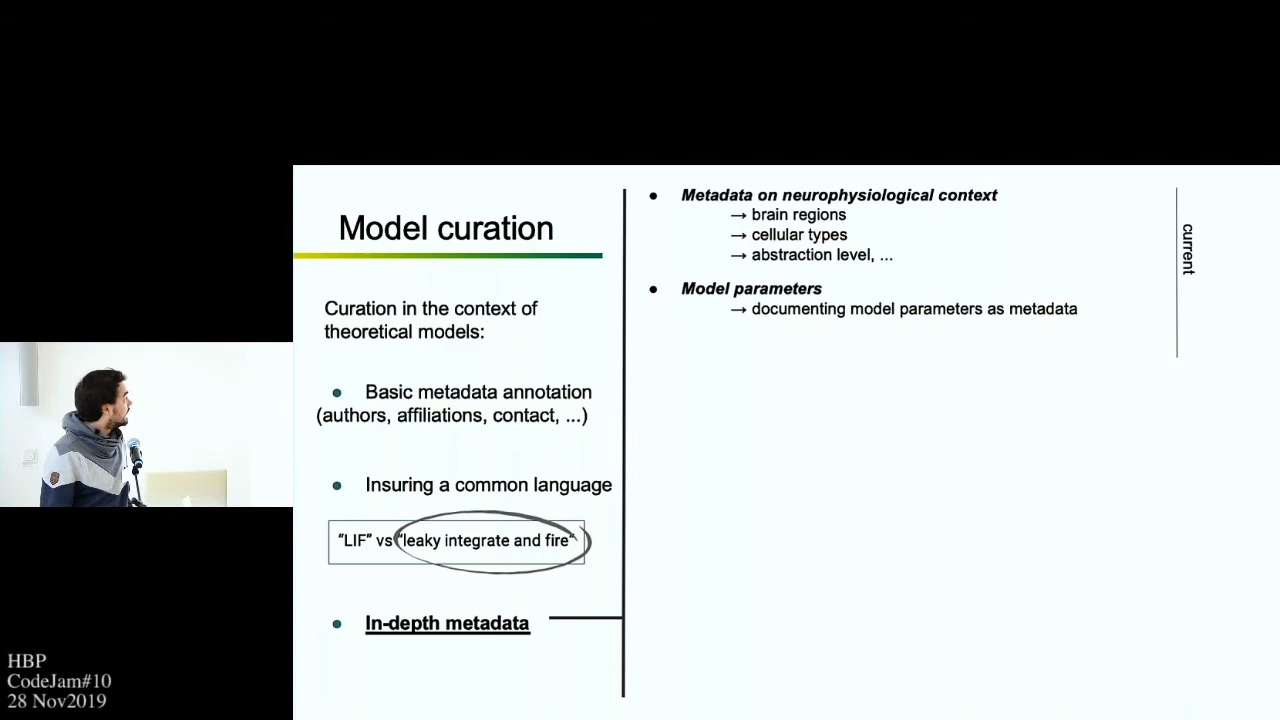 Model curation
Curation in the context of
theoretical models:
● Basic metadata annotation
(authors, affiliations, contact, ...)
● Insuring a common language
“LIF” vs “leaky integrate and fire”
● In-depth metadata
● Metadata on neurophysiological context
→ brain regions
→ cellular types
→ abstraction level, ...
● Model parameters
→ documenting model parameters as metadata
current
HBP
CodeJam#10
28 Nov2019